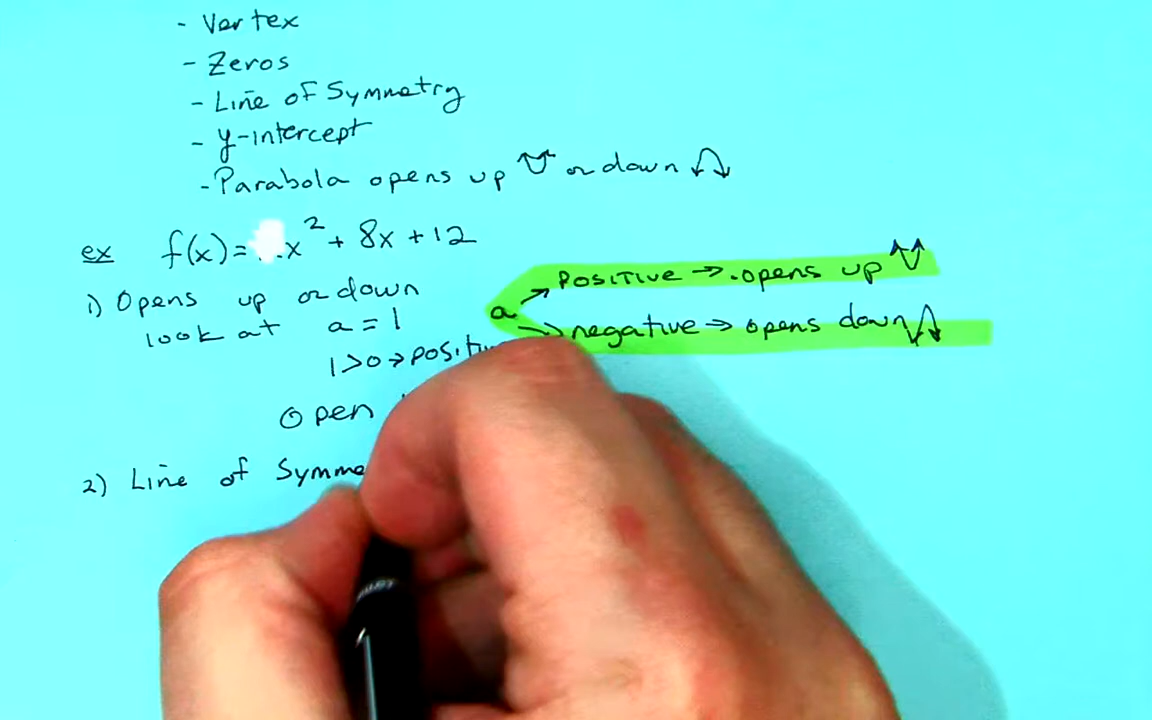 - Vertex
- Zeros
- Line of Symmetry
- y-intercept
- Parabola opens up or down
ex f(x) = x² + 8x + 12
1) Opens up or down
look at a = 1
1>0 → positi
Open
a
→ Positive → opens up
→ negative → opens down
2) Line of Symme